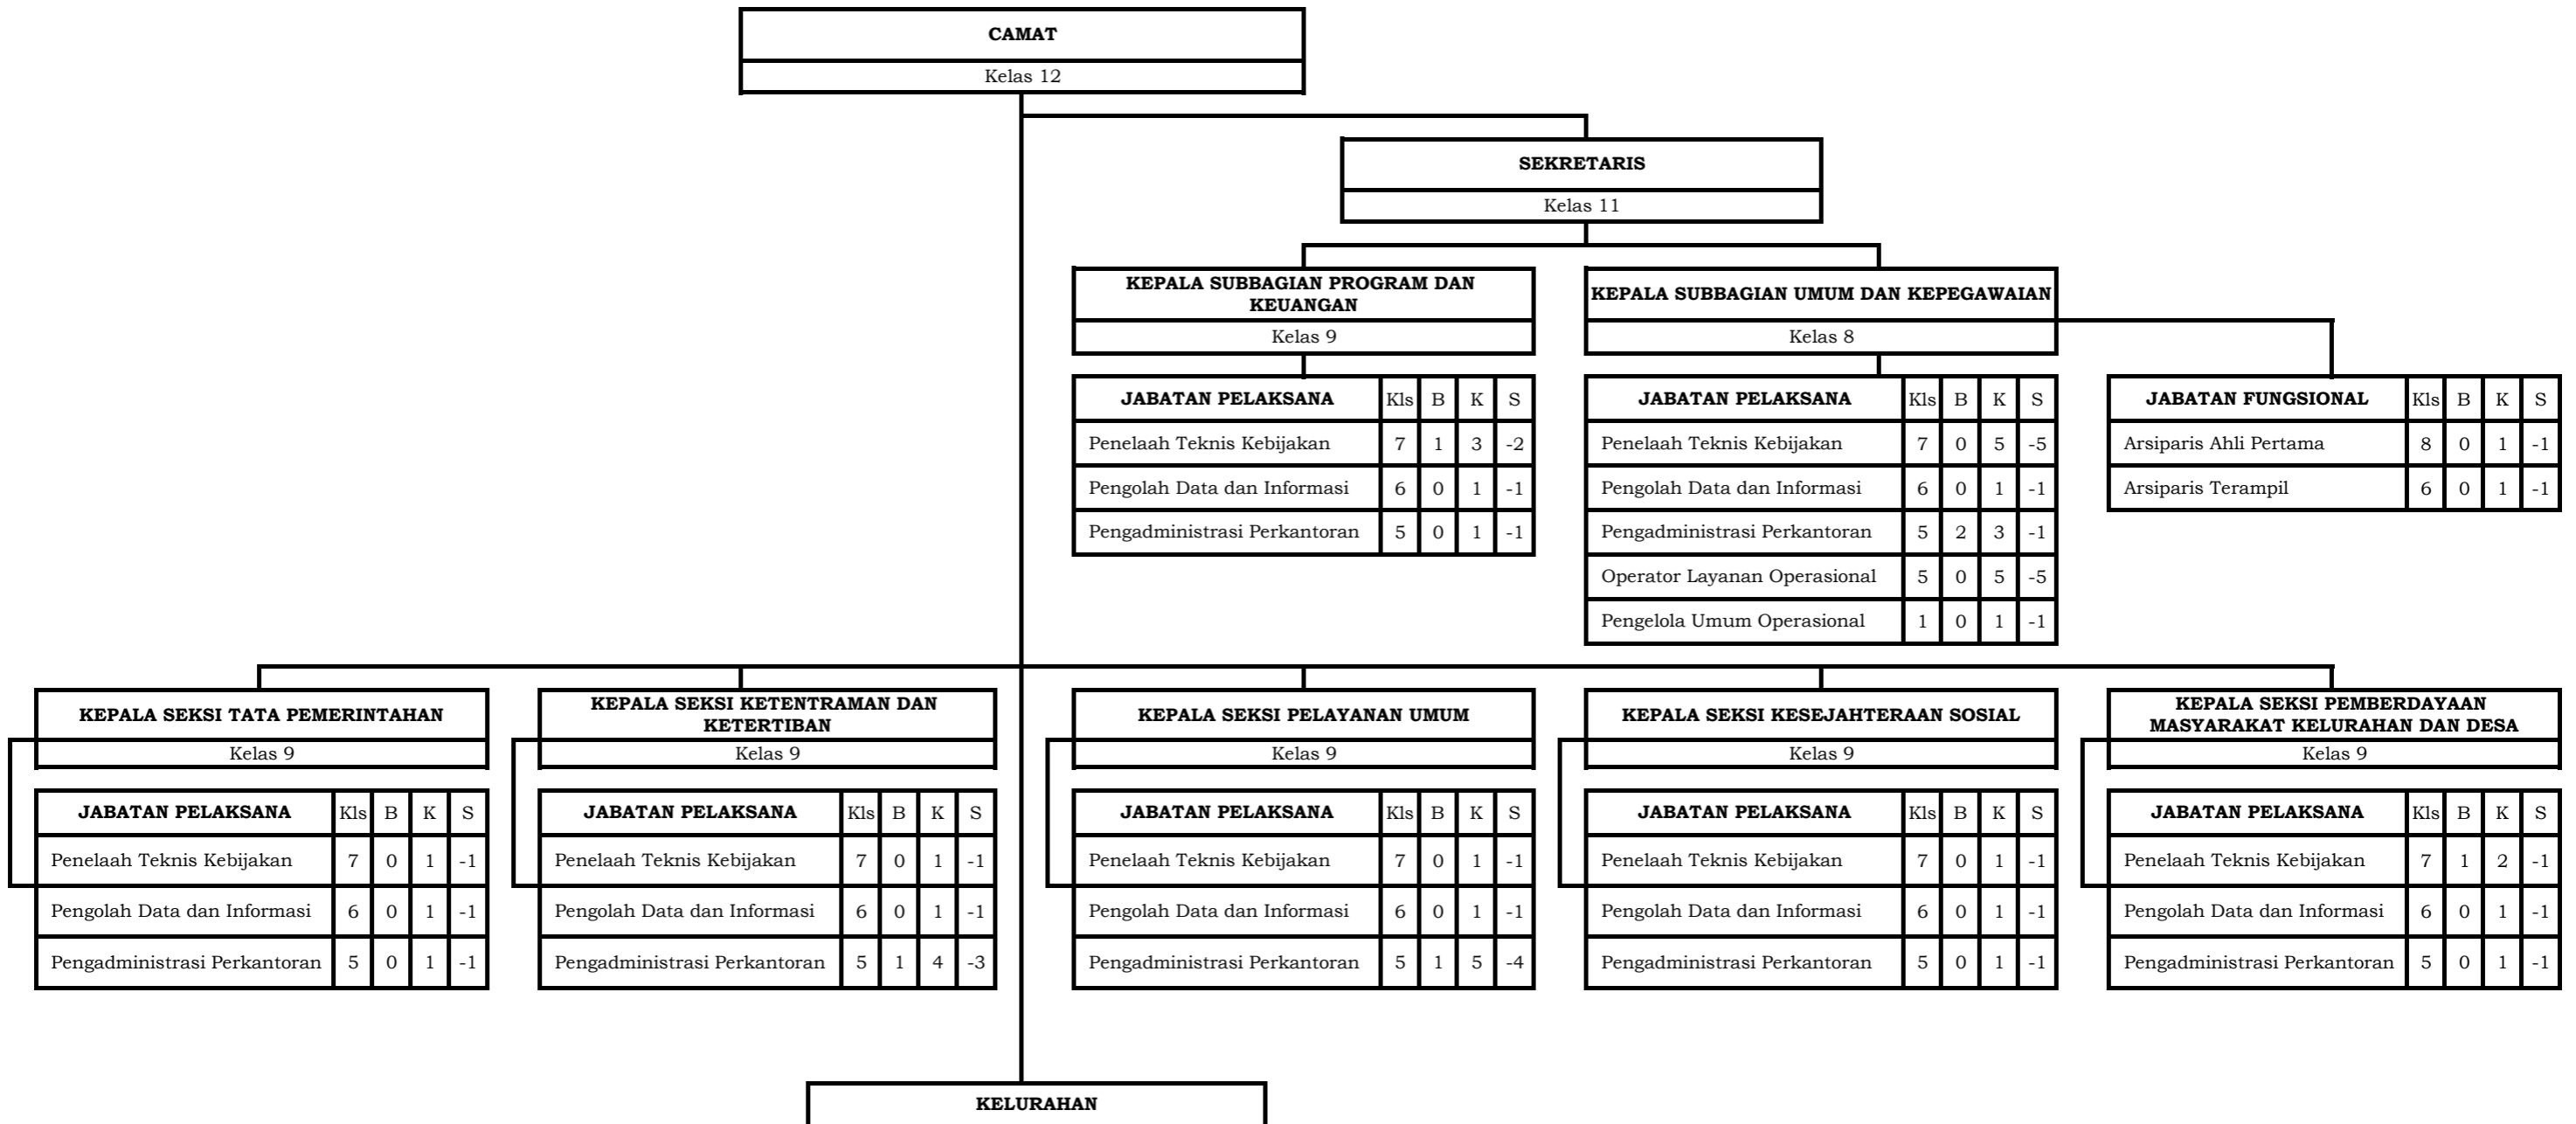 CAMAT
Kelas 12
SEKRETARIS
Kelas 11
KEPALA SUBBAGIAN PROGRAM DAN
KEUANGAN
Kelas 9
JABATAN PELAKSANA Kls B K S
Penelaah Teknis Kebijakan 7 1 3 -2
Pengolah Data dan Informasi 6 0 1 -1
Pengadministrasi Perkantoran 5 0 1 -1
KEPALA SUBBAGIAN UMUM DAN KEPEGAWAIAN
Kelas 8
JABATAN PELAKSANA Kls B K S
Penelaah Teknis Kebijakan 7 0 5 -5
Pengolah Data dan Informasi 6 0 1 -1
Pengadministrasi Perkantoran 5 2 3 -1
Operator Layanan Operasional 5 0 5 -5
Pengelola Umum Operasional 1 0 1 -1
JABATAN FUNGSIONAL Kls B K S
Arsiparis Ahli Pertama 8 0 1 -1
Arsiparis Terampil 6 0 1 -1
KEPALA SEKSI TATA PEMERINTAHAN
Kelas 9
JABATAN PELAKSANA Kls B K S
Penelaah Teknis Kebijakan 7 0 1 -1
Pengolah Data dan Informasi 6 0 1 -1
Pengadministrasi Perkantoran 5 0 1 -1
KEPALA SEKSI KETENTRAMAN DAN
KETERTIBAN
Kelas 9
JABATAN PELAKSANA Kls B K S
Penelaah Teknis Kebijakan 7 0 1 -1
Pengolah Data dan Informasi 6 0 1 -1
Pengadministrasi Perkantoran 5 1 4 -3
KEPALA SEKSI PELAYANAN UMUM
Kelas 9
JABATAN PELAKSANA Kls B K S
Penelaah Teknis Kebijakan 7 0 1 -1
Pengolah Data dan Informasi 6 0 1 -1
Pengadministrasi Perkantoran 5 1 5 -4
KEPALA SEKSI KESEJAHTERAAN SOSIAL
Kelas 9
JABATAN PELAKSANA Kls B K S
Penelaah Teknis Kebijakan 7 0 1 -1
Pengolah Data dan Informasi 6 0 1 -1
Pengadministrasi Perkantoran 5 0 1 -1
KEPALA SEKSI PEMBERDAYAAN
MASYARAKAT KELURAHAN DAN DESA
Kelas 9
JABATAN PELAKSANA Kls B K S
Penelaah Teknis Kebijakan 7 1 2 -1
Pengolah Data dan Informasi 6 0 1 -1
Pengadministrasi Perkantoran 5 0 1 -1
KELURAHAN